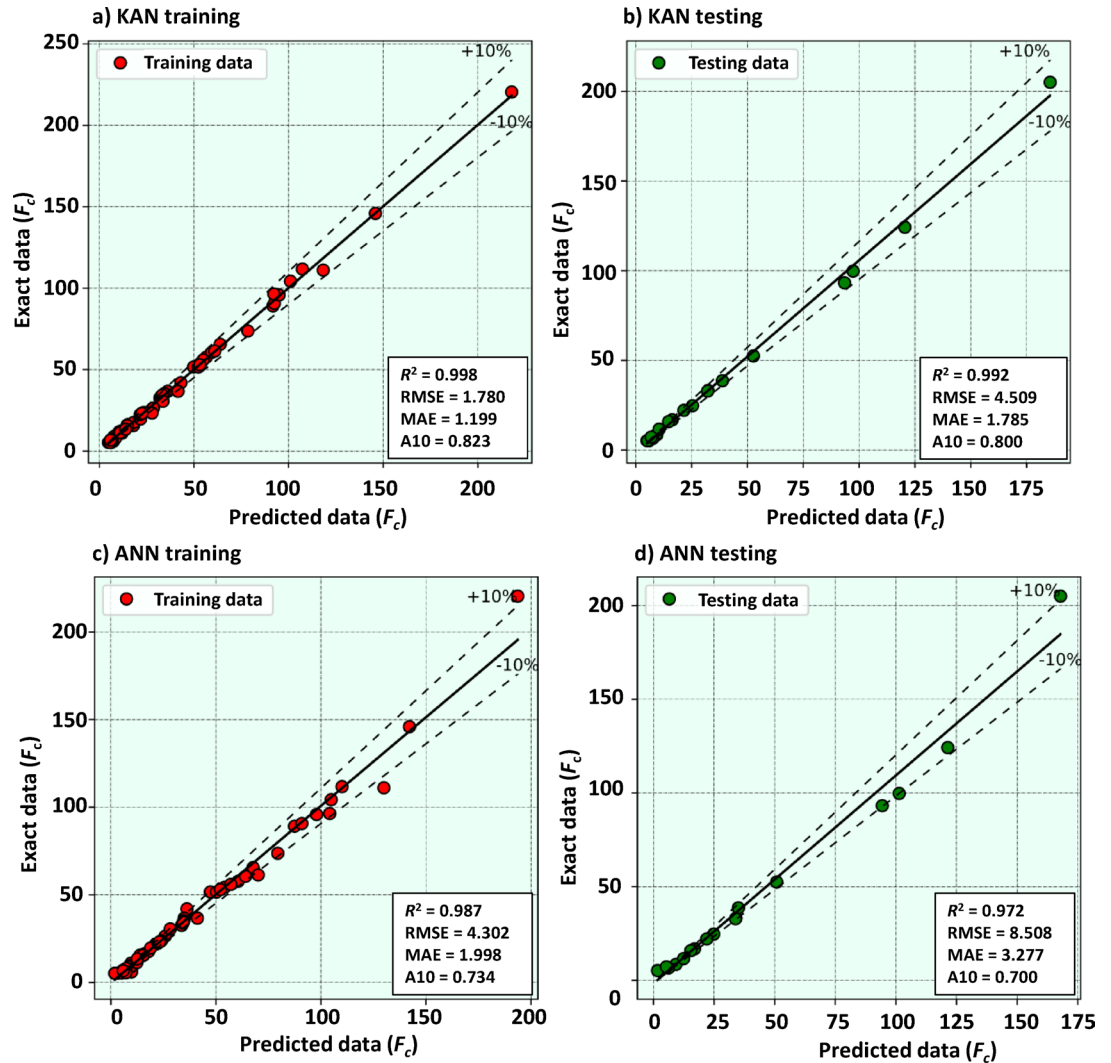 a) KAN training
250
200
150
100
50
0
Exact data (Fc)
Training data
+10%
-10%
R² = 0.998
RMSE = 1.780
MAE = 1.199
A10 = 0.823
0 50 100 150 200
Predicted data (Fc)
b) KAN testing
200
150
100
50
0
Exact data (Fc)
Testing data
+10%
-10%
R² = 0.992
RMSE = 4.509
MAE = 1.785
A10 = 0.800
0 25 50 75 100 125 150 175
Predicted data (Fc)
c) ANN training
200
150
100
50
0
Exact data (Fc)
Training data
+10%
-10%
R² = 0.987
RMSE = 4.302
MAE = 1.998
A10 = 0.734
0 50 100 150 200
Predicted data (Fc)
d) ANN testing
200
150
100
50
0
Exact data (Fc)
Testing data
+10%
-10%
R² = 0.972
RMSE = 8.508
MAE = 3.277
A10 = 0.700
0 25 50 75 100 125 150 175
Predicted data (Fc)